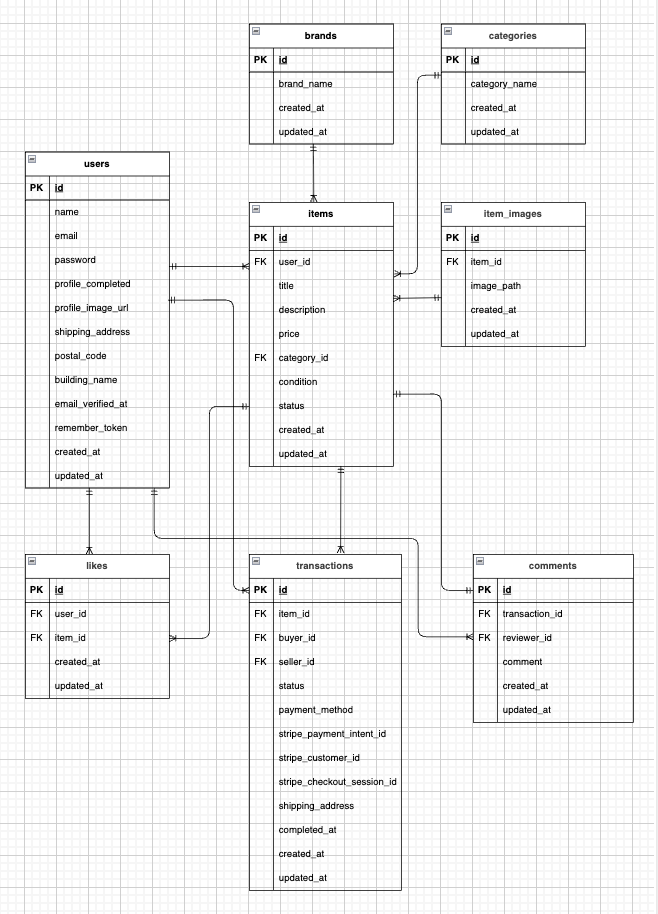 brands
PK id
brand_name
created_at
updated_at
categories
PK id
category_name
created_at
updated_at
users
PK id
name
email
password
profile_completed
profile_image_url
shipping_address
postal_code
building_name
email_verified_at
remember_token
created_at
updated_at
items
PK id
FK user_id
title
description
price
FK category_id
condition
status
created_at
updated_at
item_images
PK id
FK item_id
image_path
created_at
updated_at
likes
PK id
FK user_id
FK item_id
created_at
updated_at
transactions
PK id
FK item_id
FK buyer_id
FK seller_id
status
payment_method
stripe_payment_intent_id
stripe_customer_id
stripe_checkout_session_id
shipping_address
completed_at
created_at
updated_at
comments
PK id
FK transaction_id
FK reviewer_id
comment
created_at
updated_at